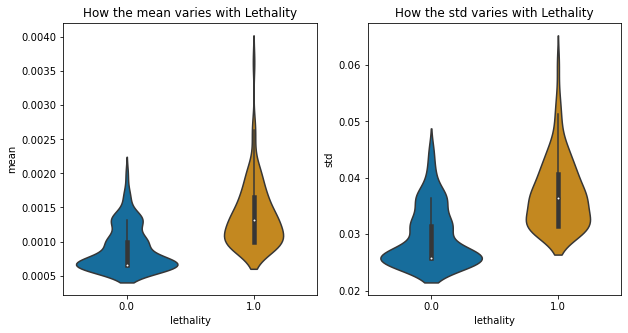 How the mean varies with Lethality
How the std varies with Lethality
0.0040
0.0035
0.0030
0.0025
0.0020
0.0015
0.0010
0.0005
mean
0.0
1.0
lethality
0.06
0.05
0.04
0.03
0.02
std
0.0
1.0
lethality